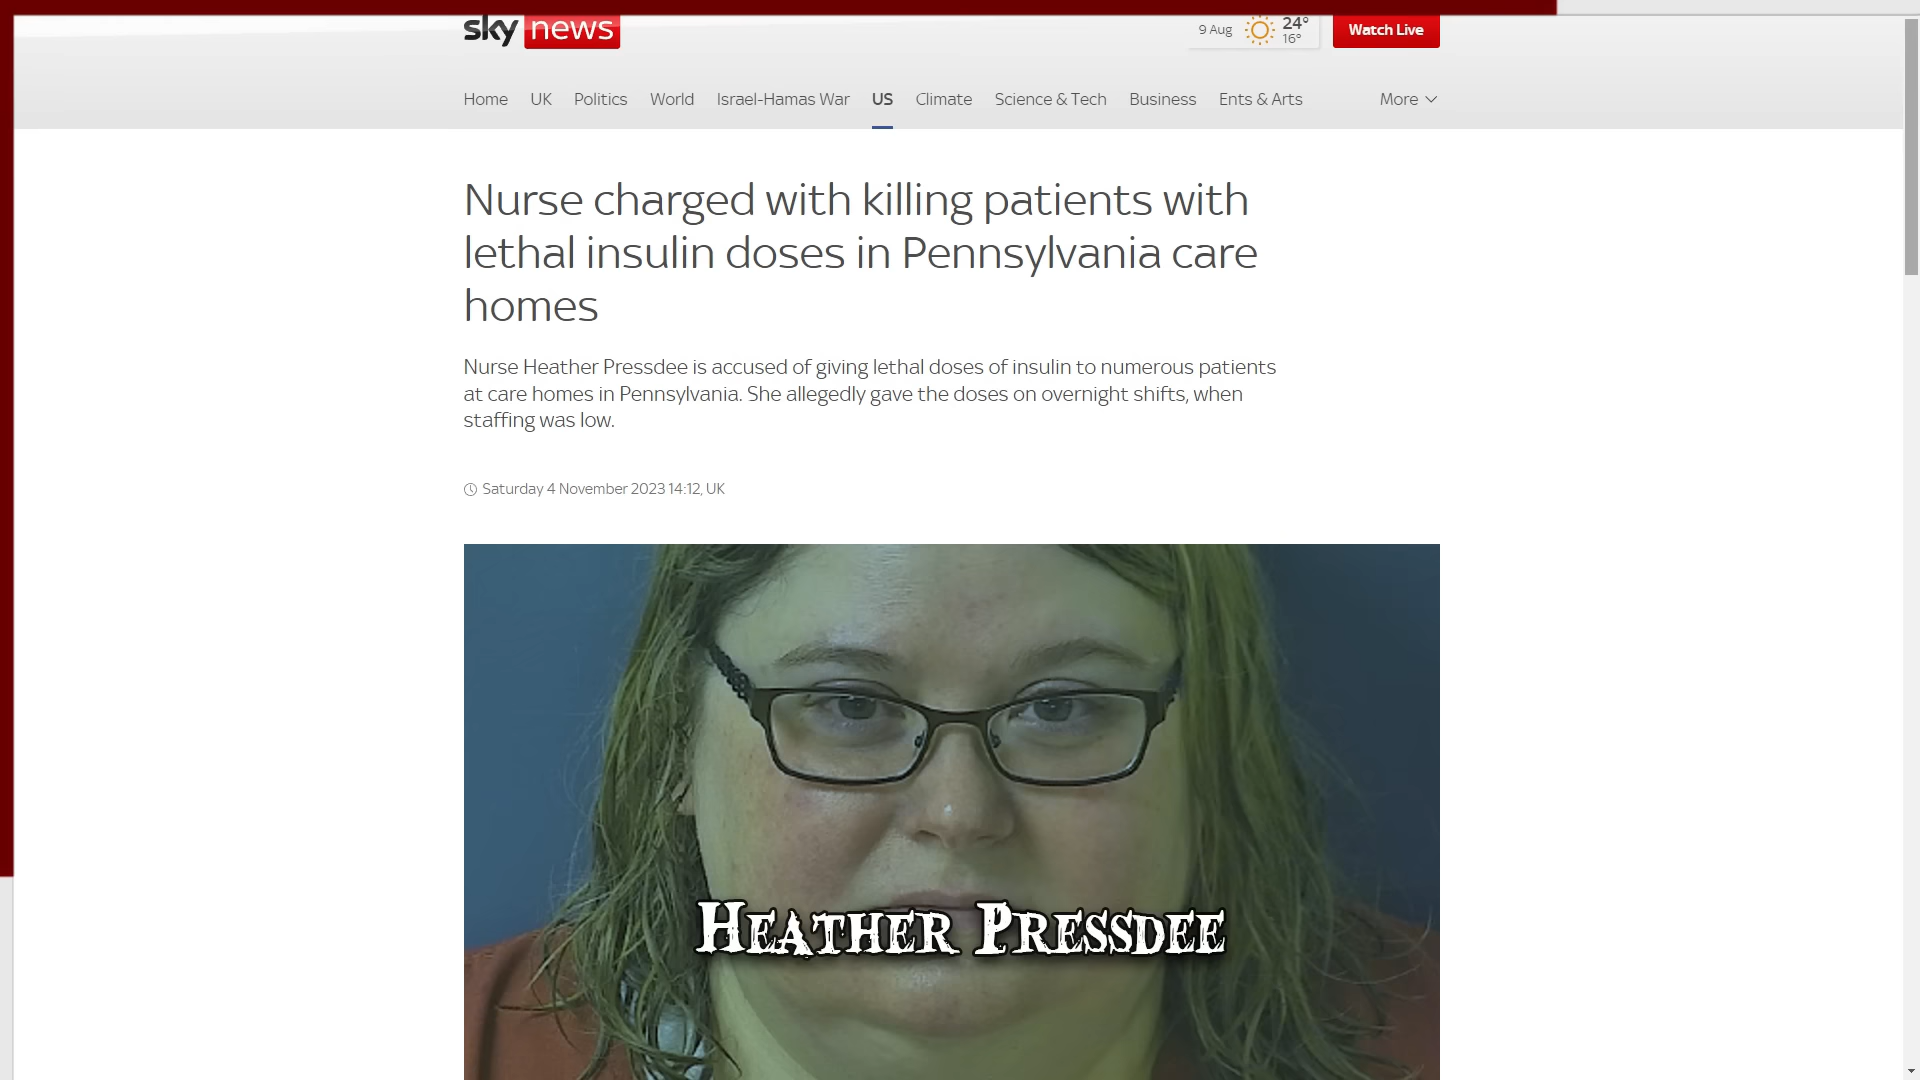 sky news
9 Aug 24° 16° Watch Live
Home UK Politics World Israel-Hamas War US Climate Science & Tech Business Ents & Arts More
Nurse charged with killing patients with
lethal insulin doses in Pennsylvania care
homes
Nurse Heather Pressdee is accused of giving lethal doses of insulin to numerous patients
at care homes in Pennsylvania. She allegedly gave the doses on overnight shifts, when
staffing was low.
Saturday 4 November 2023 14:12, UK
Heather Pressdee